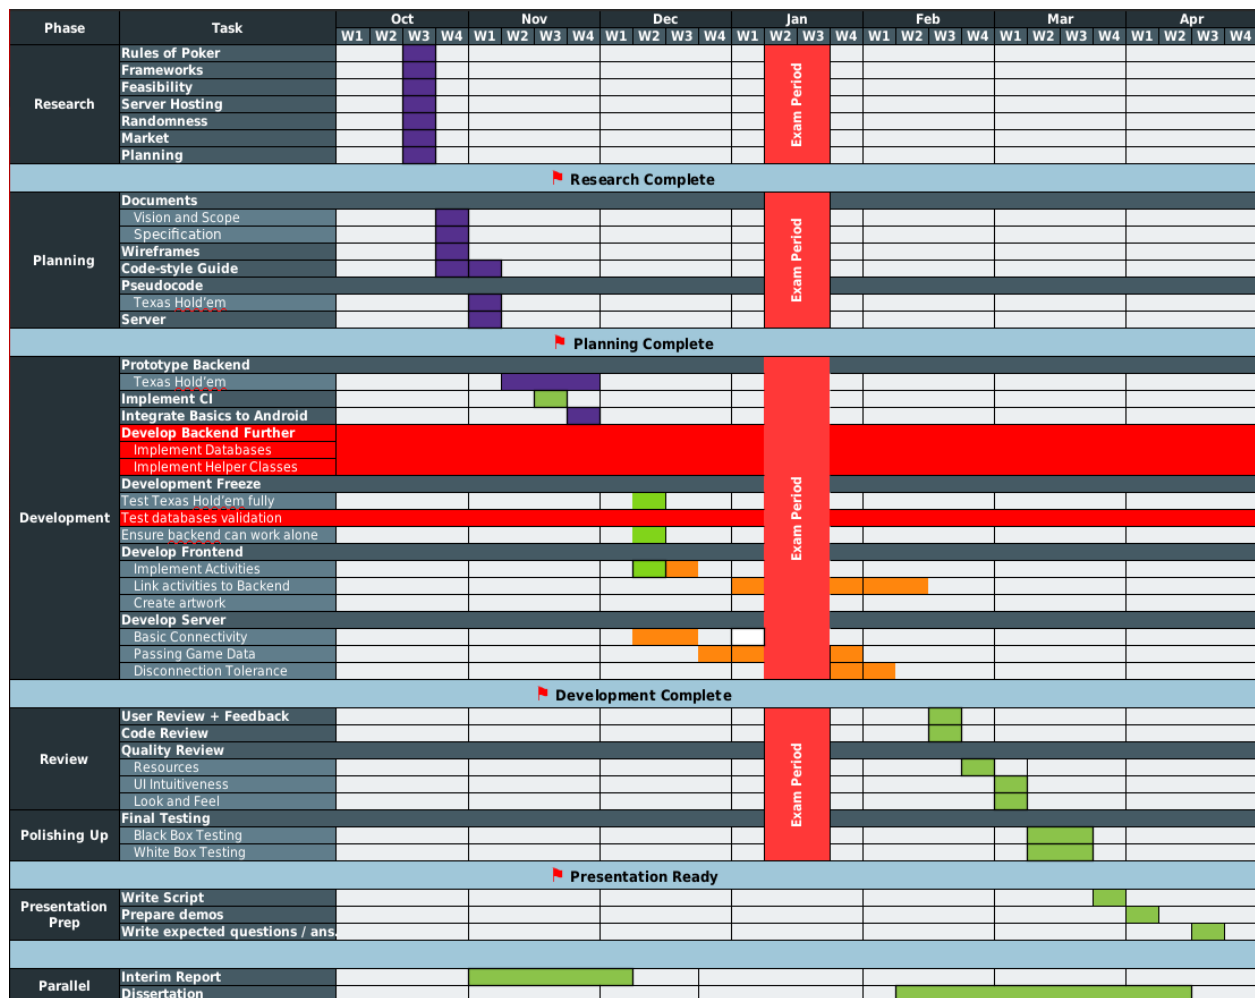 Phase Task Oct Nov Dec Jan Feb Mar Apr
W1 W2 W3 W4 W1 W2 W3 W4 W1 W2 W3 W4 W1 W2 W3 W4 W1 W2 W3 W4 W1 W2 W3 W4 W1 W2 W3 W4
Research
Rules of Poker
Frameworks
Feasibility
Server Hosting
Randomness
Market
Planning
Exam Period
Research Complete
Planning
Documents
Vision and Scope
Specification
Wireframes
Code-style Guide
Pseudocode
Texas Hold'em
Server
Exam Period
Planning Complete
Development
Prototype Backend
Texas Hold'em
Implement CI
Integrate Basics to Android
Develop Backend Further
Implement Databases
Implement Helper Classes
Development Freeze
Test Texas Hold'em fully
Test databases validation
Ensure backend can work alone
Develop Frontend
Implement Activities
Link activities to Backend
Create artwork
Develop Server
Basic Connectivity
Passing Game Data
Disconnection Tolerance
Exam Period
Development Complete
Review
User Review + Feedback
Code Review
Quality Review
Resources
UI Intuitiveness
Look and Feel
Polishing Up
Final Testing
Black Box Testing
White Box Testing
Exam Period
Presentation Ready
Presentation
Prep
Write Script
Prepare demos
Write expected questions / ans.
Parallel
Interim Report
Dissertation